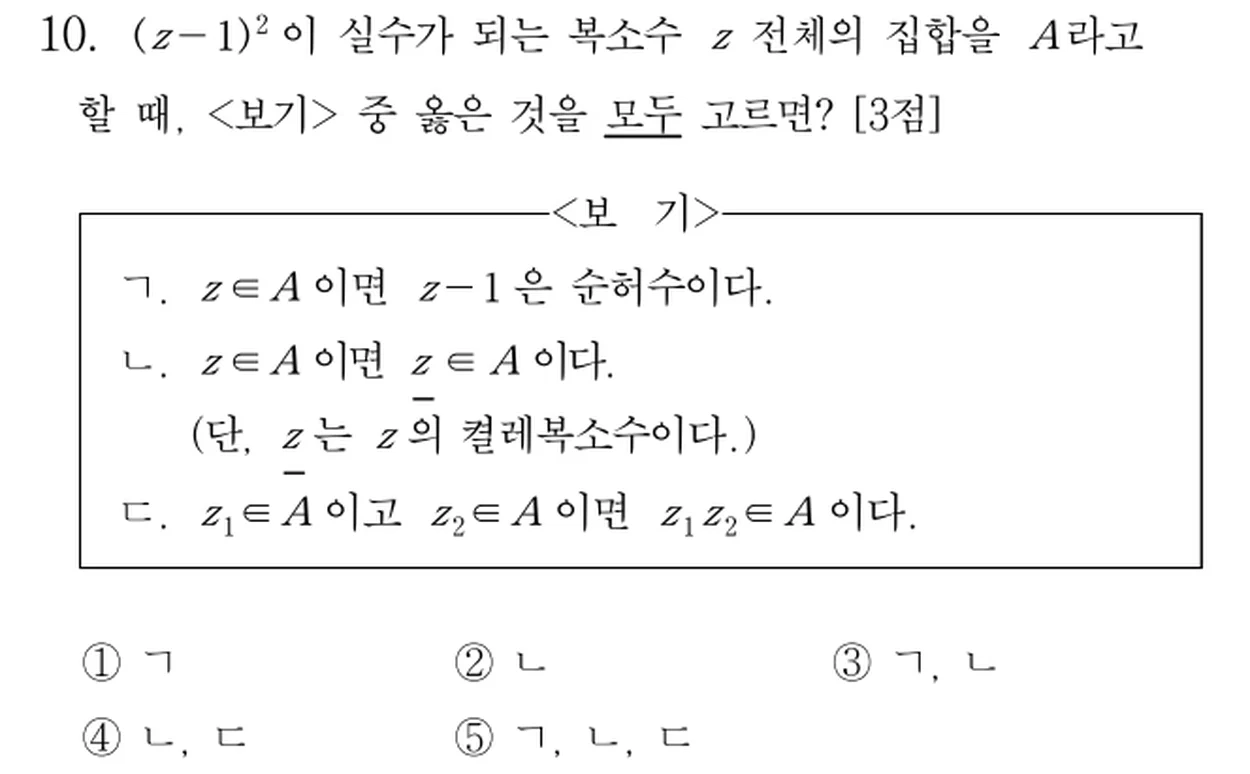 10. (z-1)² 이 실수가 되는 복소수 z 전체의 집합을 A라고
할 때, <보기> 중 옳은 것을 모두 고르면? [3점]
<보 기>
ㄱ. z∈A 이면 z-1은 순허수이다.
ㄴ. z∈A 이면 z̲ ∈ A 이다.
(단, z̲ 는 z의 켤레복소수이다.)
ㄷ. z₁∈A 이고 z₂∈A 이면 z₁z₂∈A 이다.
① ㄱ ② ㄴ ③ ㄱ, ㄴ
④ ㄴ, ㄷ ⑤ ㄱ, ㄴ, ㄷ